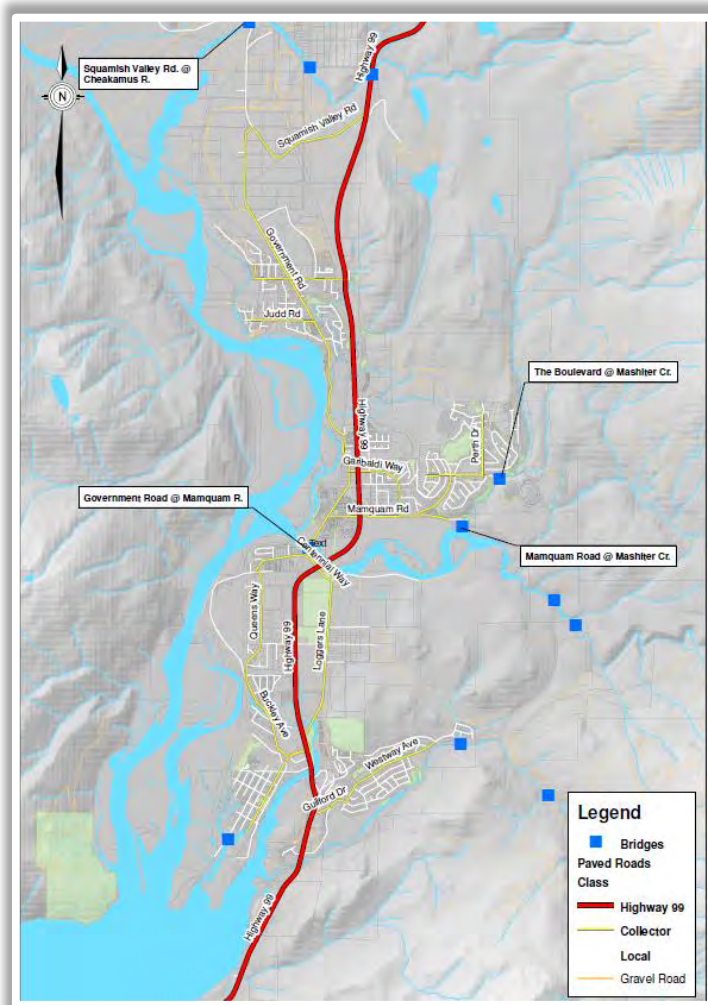 Highway 99
Squamish Valley Rd. @
Cheakamus R.
N
Squamish Valley Rd
Government Rd
Judd Rd
The Boulevard @ Mashiter Cr.
Highway 99
Perth Dr
Garibaldi Way
Government Road @ Mamquam R.
Mamquam Rd
Text
Centennial Way
Mamquam Road @ Mashiter Cr.
Queens Way
Highway 99
Loggers Lane
Buckley Ave
Westway Ave
Guilford Dr
Highway 99
Legend
Bridges
Paved Roads
Class
Highway 99
Collector
Local
Gravel Road